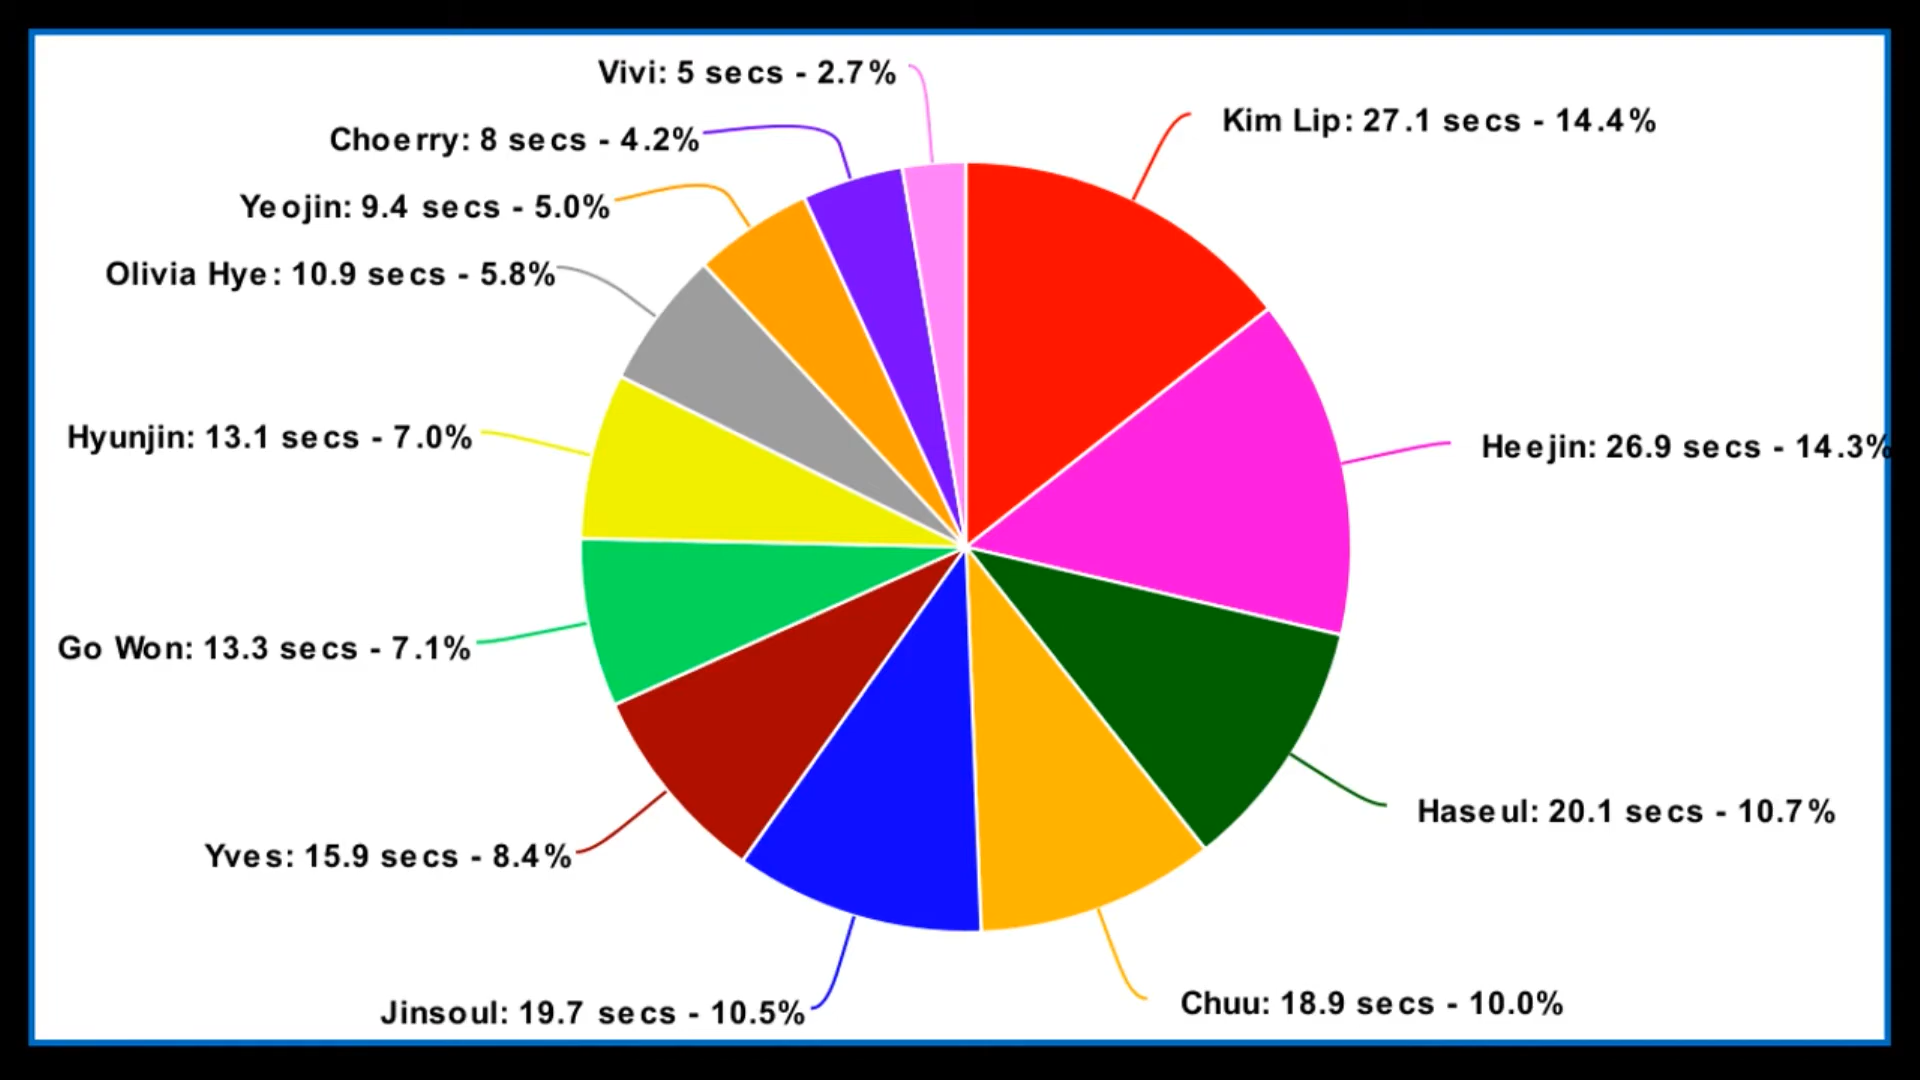 Vivi: 5 secs - 2.7%
Kim Lip: 27.1 secs - 14.4%
Choerry: 8 secs - 4.2%
Yeojin: 9.4 secs - 5.0%
Olivia Hye: 10.9 secs - 5.8%
Hyunjin: 13.1 secs - 7.0%
Heejin: 26.9 secs - 14.3%
Go Won: 13.3 secs - 7.1%
Haseul: 20.1 secs - 10.7%
Yves: 15.9 secs - 8.4%
Chuu: 18.9 secs - 10.0%
Jinsoul: 19.7 secs - 10.5%